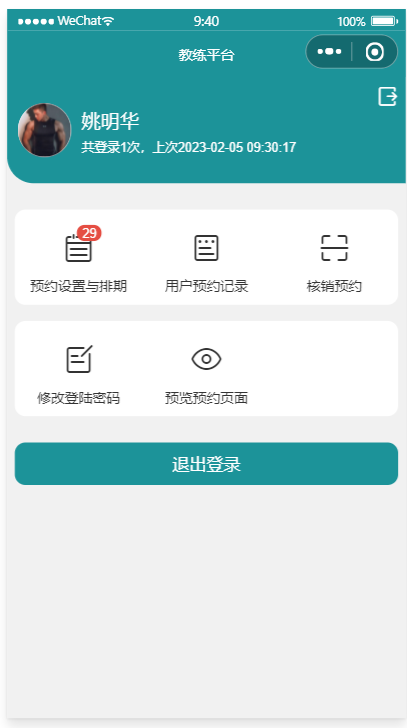 WeChat 9:40 100%
教练平台
姚明华
共登录1次，上次2023-02-05 09:30:17
29
预约设置与排期 用户预约记录 核销预约
修改登陆密码 预览预约页面
退出登录